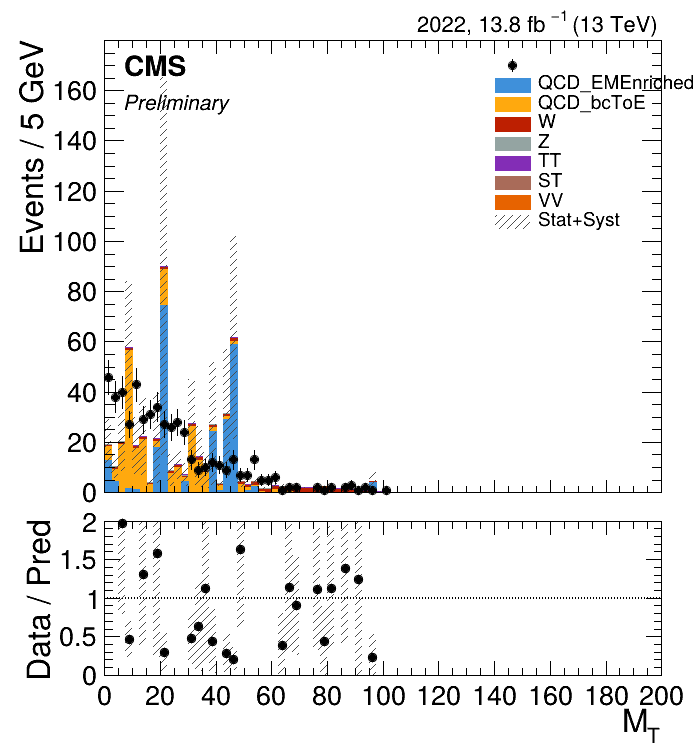 2022, 13.8 fb⁻¹ (13 TeV)
CMS
Preliminary
QCD_EMEnriched
QCD_bcToE
W
Z
TT
ST
VV
Stat+Syst
Events / 5 GeV
160
140
120
100
80
60
40
20
0
Data / Pred
2
1.5
1
0.5
0
0 20 40 60 80 100 120 140 160 180 200
M_T